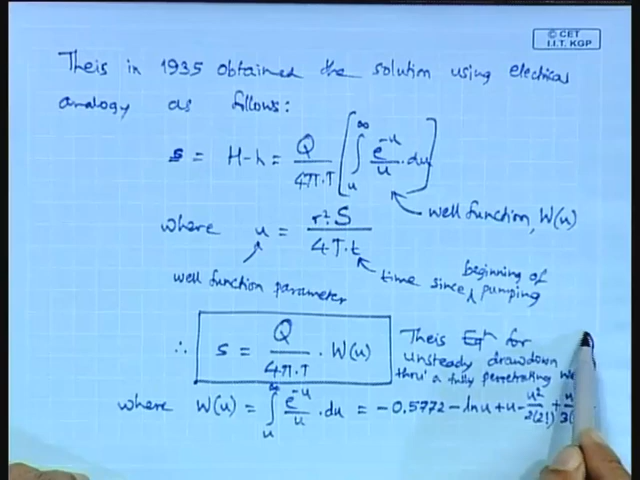 © CET
I.I.T. KGP
Theis in 1935 obtained the solution using electrical
analogy as follows:
s = H-h = Q/4π.T [∫_u^∞ e^-u/u . du]
well function, W(u)
where u = r².S/4.T.t
well function parameter
time since beginning of pumping
∴ s = Q/4π.T . W(u)
Theis Eqⁿ for
unsteady drawdown
thru' a fully penetrating
where W(u) = ∫_u^∞ e^-u/u . du = -0.5772 - ln u + u - u²/2(2!) +